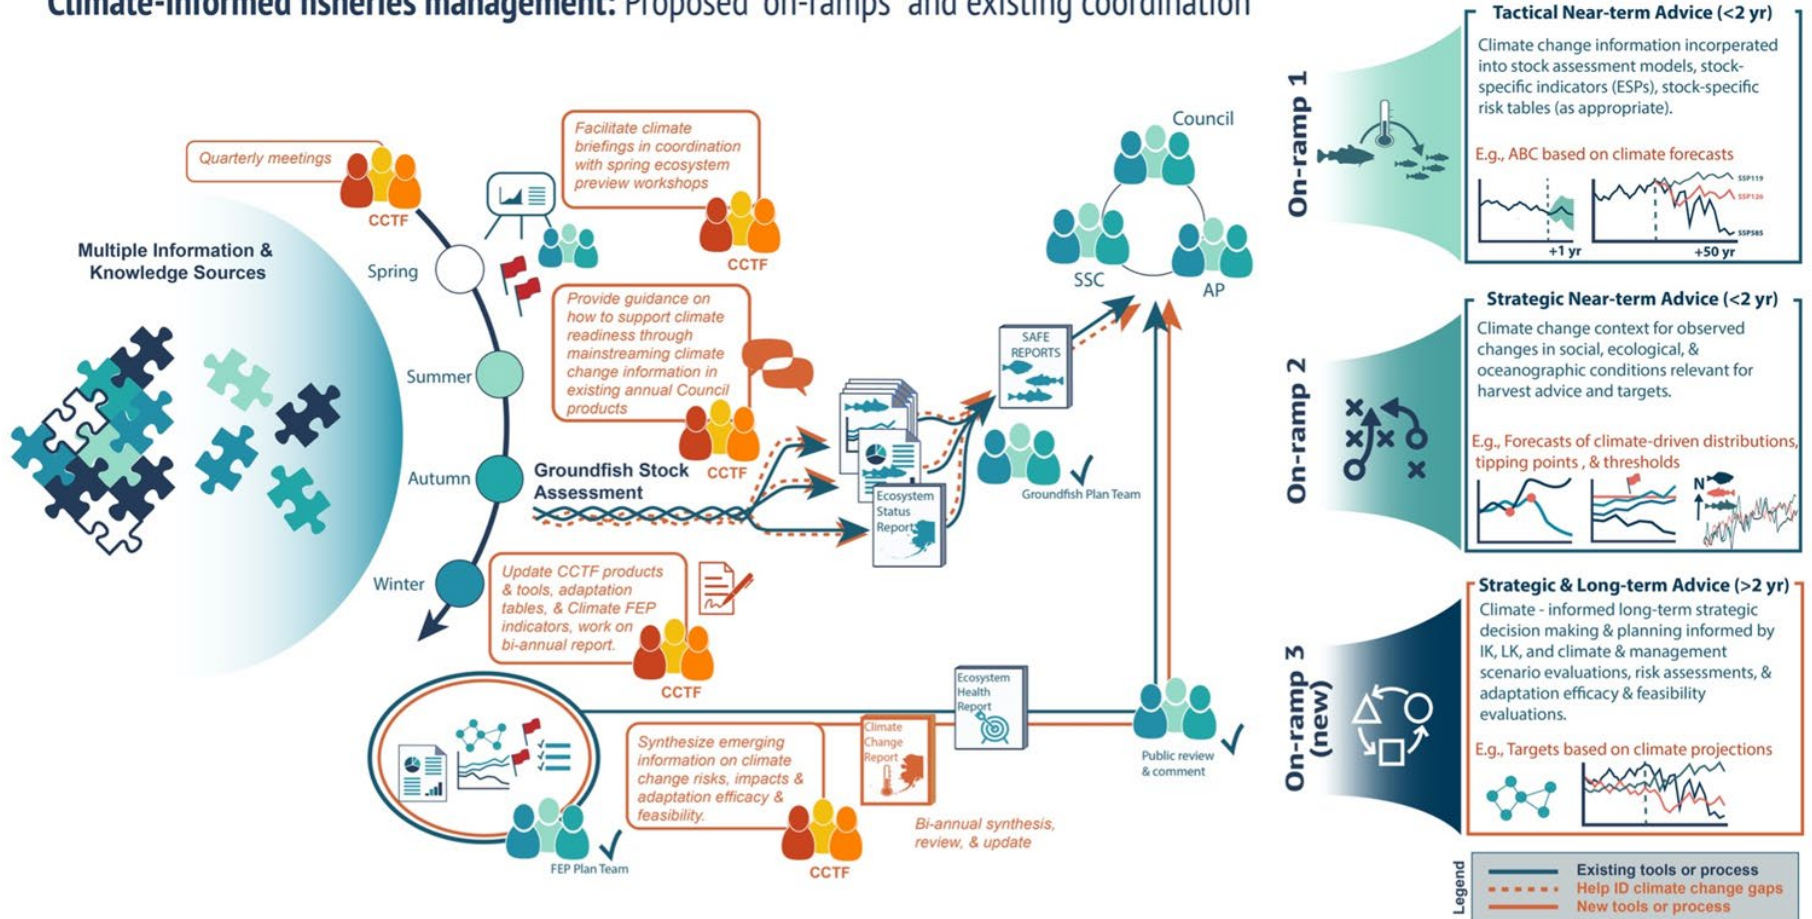 Climate-informed fisheries management: Proposed 'on-ramps' and existing coordination
Quarterly meetings
CCTF
Multiple Information &
Knowledge Sources
Spring
Summer
Autumn
Winter
Facilitate climate
briefings in coordination
with spring ecosystem
preview workshops
CCTF
Provide guidance on
how to support climate
readiness through
mainstreaming climate
change information in
existing annual Council
products
CCTF
Groundfish Stock
Assessment
Ecosystem
Status
Report
SAFE
REPORTS
Groundfish Plan Team
Council
SSC
AP
Update CCTF products
& tools, adaptation
tables, & Climate FEP
indicators, work on
bi-annual report.
CCTF
FEP Plan Team
Synthesize emerging
information on climate
change risks, impacts &
adaptation efficacy &
feasibility.
CCTF
Climate
Change
Report
Ecosystem
Health
Report
Bi-annual synthesis,
review, & update
Public review
& comment
On-ramp 1
Tactical Near-term Advice (<2 yr)
Climate change information incorperated
into stock assessment models, stock-
specific indicators (ESPs), stock-specific
risk tables (as appropriate).
E.g., ABC based on climate forecasts
SSP119
SSP126
SSP585
+1 yr
+50 yr
On-ramp 2
Strategic Near-term Advice (<2 yr)
Climate change context for observed
changes in social, ecological, &
oceanographic conditions relevant for
harvest advice and targets.
E.g., Forecasts of climate-driven distributions,
tipping points , & thresholds
N
On-ramp 3
(new)
Strategic & Long-term Advice (>2 yr)
Climate - informed long-term strategic
decision making & planning informed by
IK, LK, and climate & management
scenario evaluations, risk assessments, &
adaptation efficacy & feasibility
evaluations.
E.g., Targets based on climate projections
Legend
Existing tools or process
Help ID climate change gaps
New tools or process